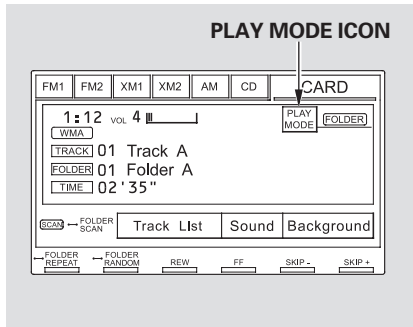 PLAY MODE ICON
FM1 FM2 XM1 XM2 AM CD CARD
1:12 VOL 4 PLAY MODE FOLDER
WMA
TRACK 01 Track A
FOLDER 01 Folder A
TIME 02'35"
SCAN FOLDER SCAN Track LIst Sound Background
FOLDER REPEAT FOLDER RANDOM REW FF SKIP - SKIP +